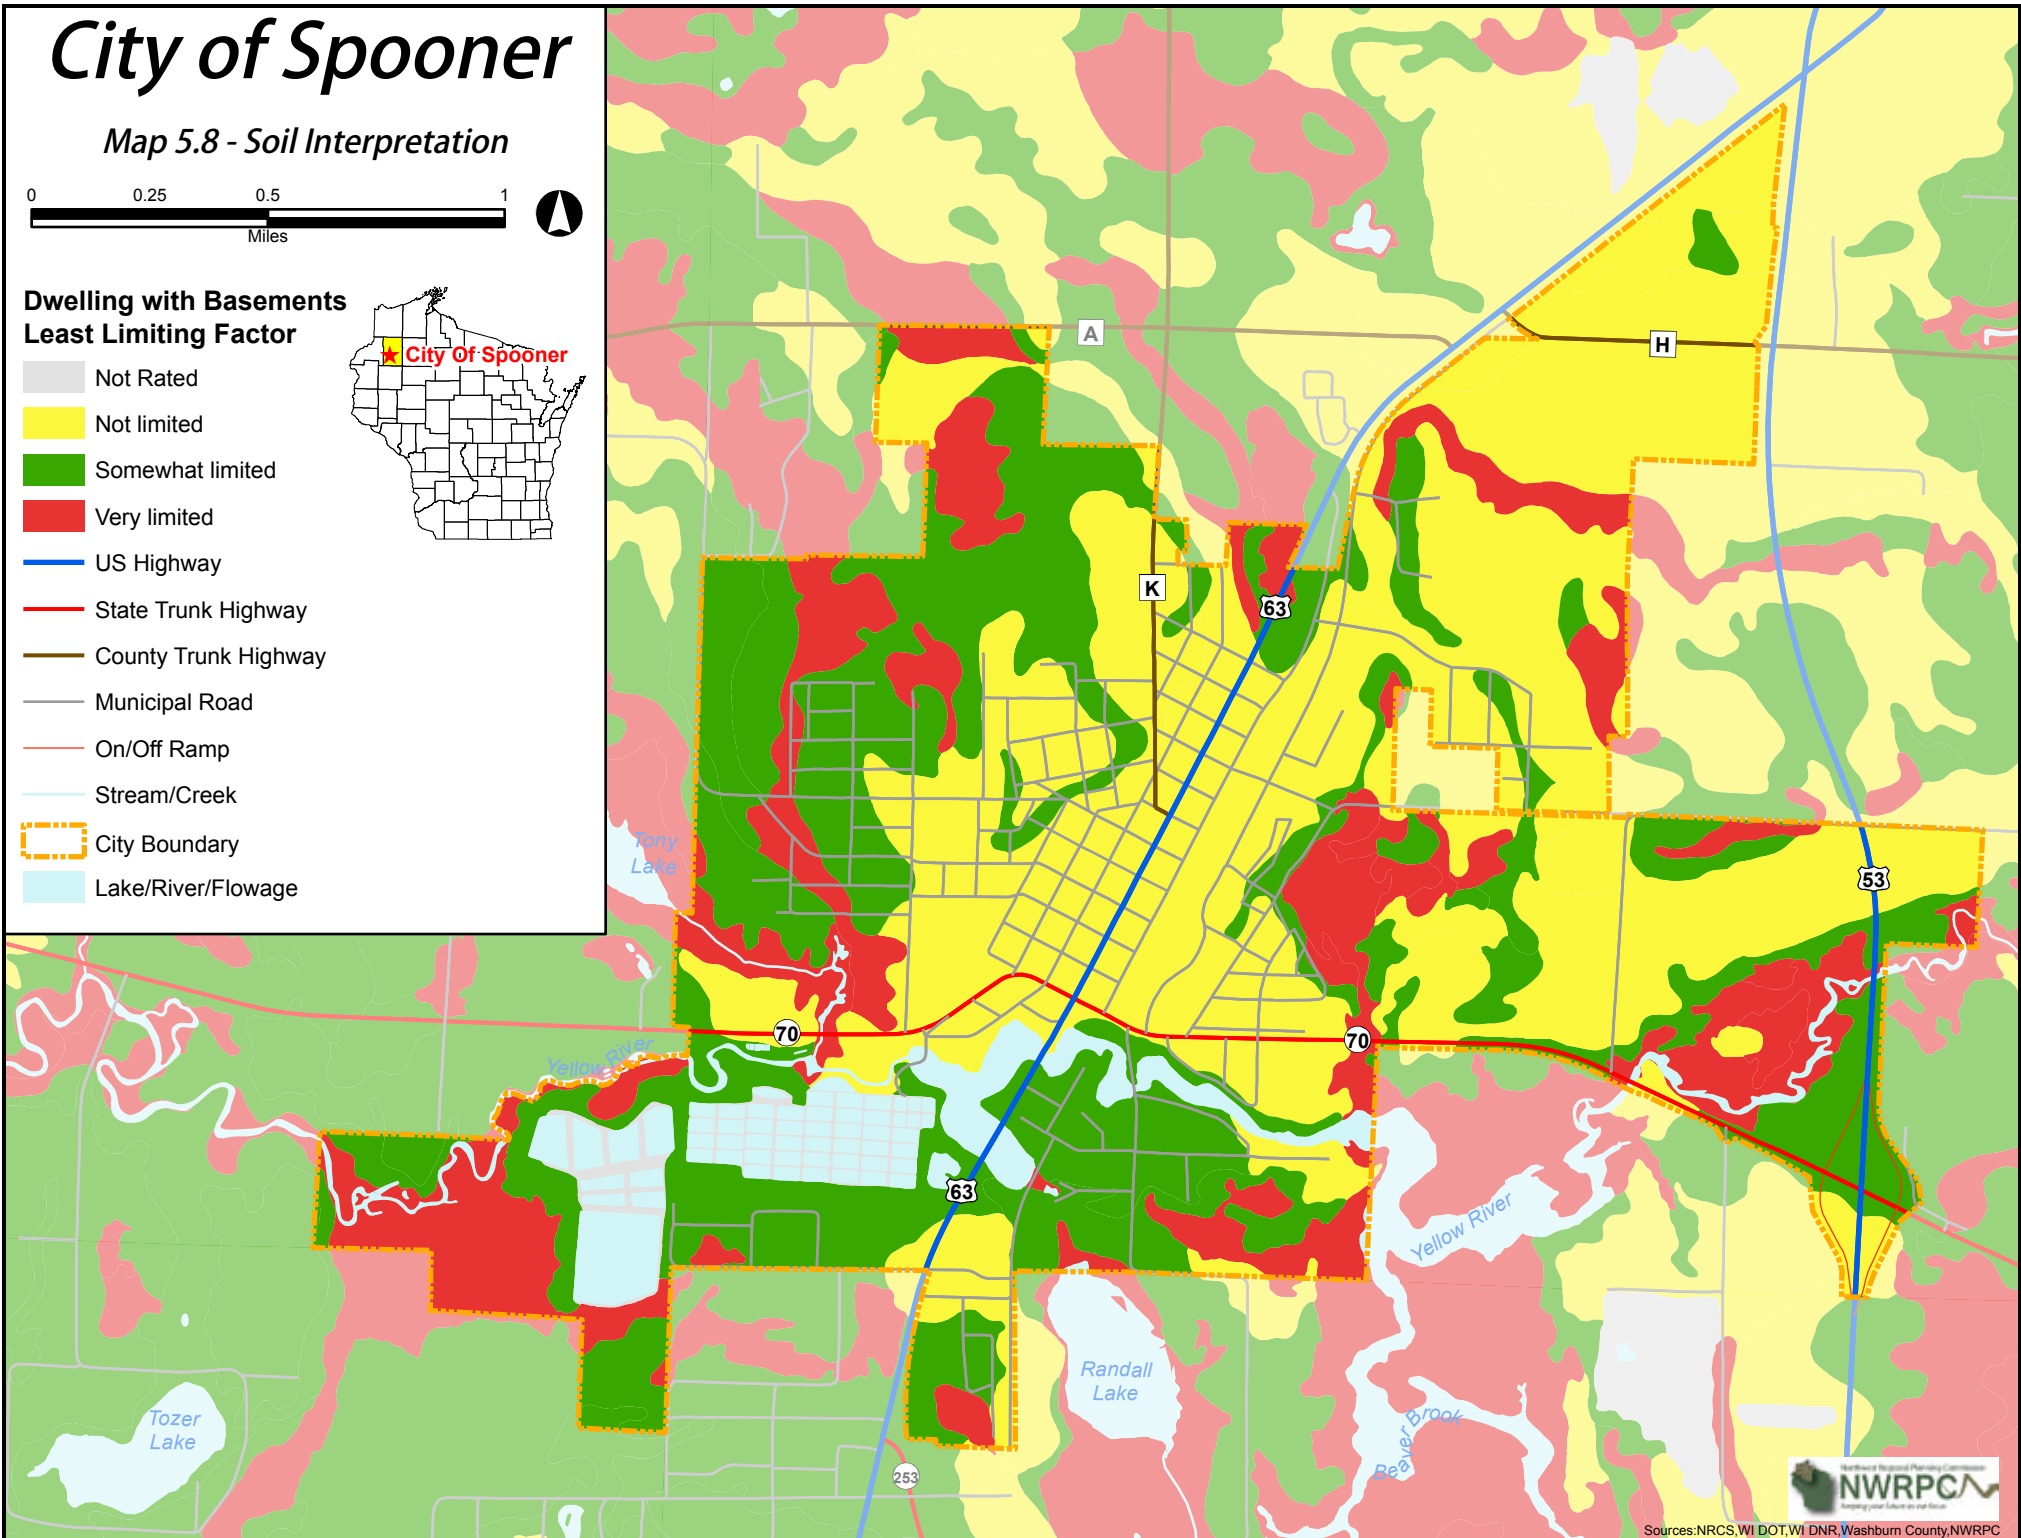 City of Spooner
Map 5.8 - Soil Interpretation
0 0.25 0.5 1
Miles
Dwelling with Basements
Least Limiting Factor
City Of Spooner
Not Rated
Not limited
Somewhat limited
Very limited
US Highway
State Trunk Highway
County Trunk Highway
Municipal Road
On/Off Ramp
Stream/Creek
City Boundary
Lake/River/Flowage
A
H
K
63
Tony
Lake
53
70
70
Yellow River
63
Yellow River
Randall
Lake
Tozer
Lake
Beaver Brook
253
Northwest Regional Planning Commission
NWRPC
Sources:NRCS,WI DOT,WI DNR,Washburn County,NWRPC